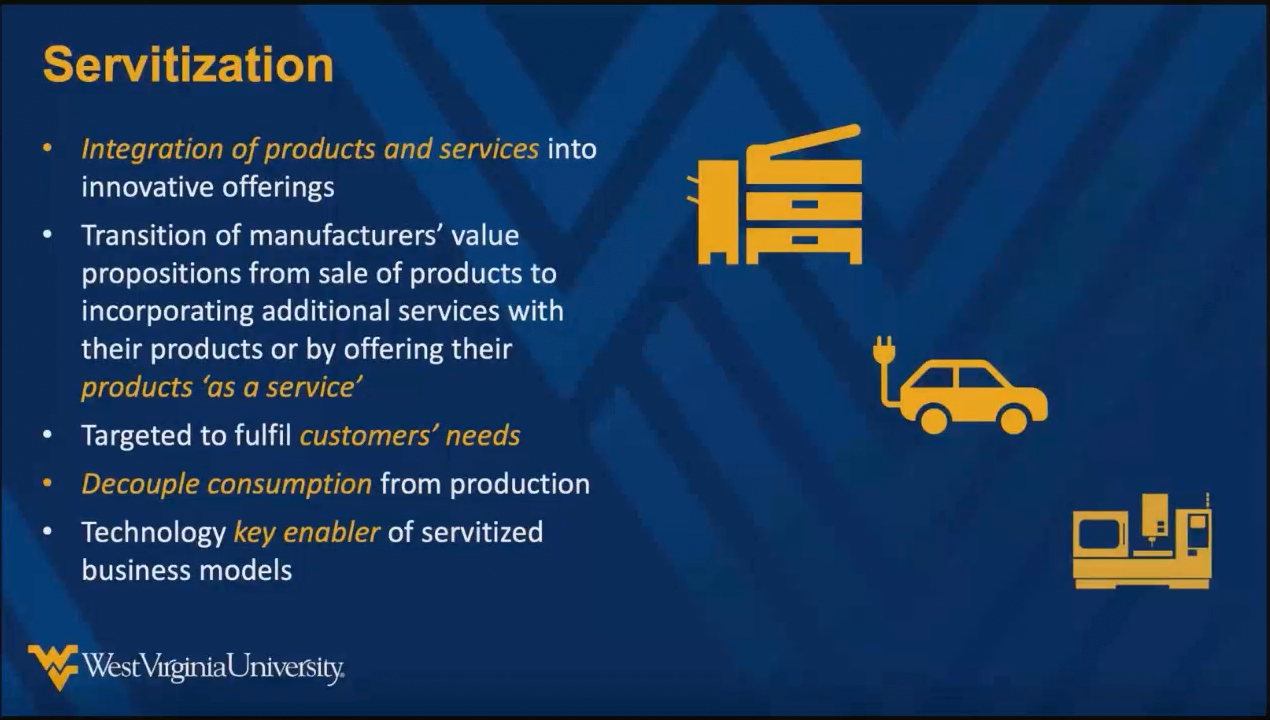 Servitization
• Integration of products and services into
innovative offerings
• Transition of manufacturers’ value
propositions from sale of products to
incorporating additional services with
their products or by offering their
products ‘as a service’
• Targeted to fulfil customers’ needs
• Decouple consumption from production
• Technology key enabler of servitized
business models
WestVirginiaUniversity.